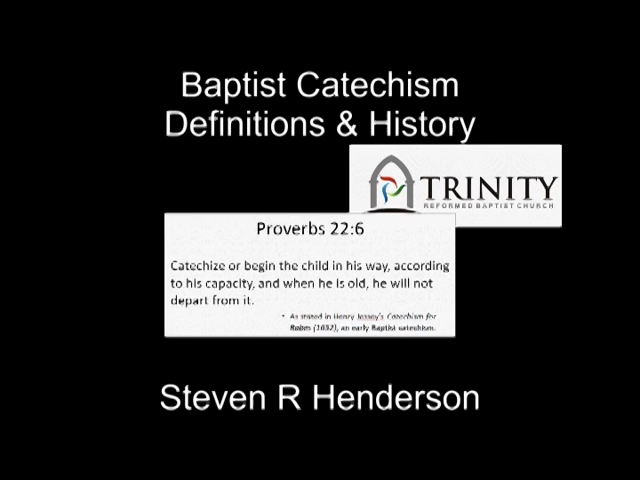 Baptist Catechism
Definitions & History
TRINITY
REFORMED BAPTIST CHURCH
Proverbs 22:6
Catechize or begin the child in his way, according
to his capacity, and when he is old, he will not
depart from it.
• As stated in Henry Jessey's Catechism for
Babes (1652), an early Baptist catechism.
Steven R Henderson